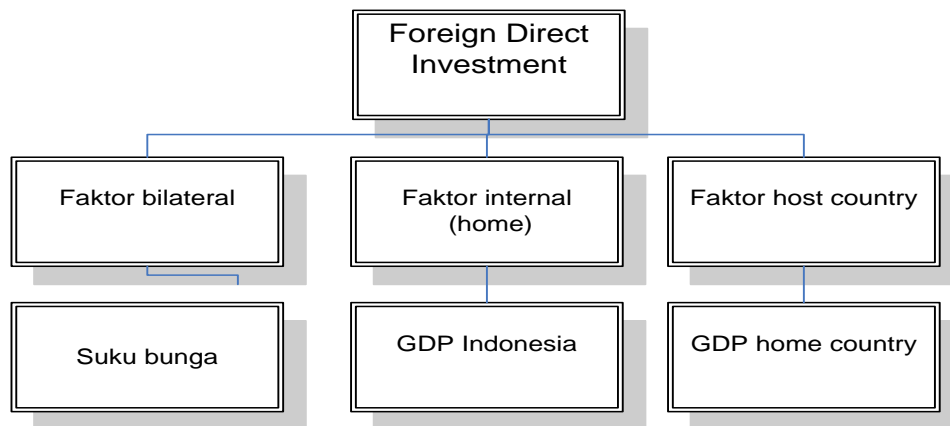 Foreign Direct
Investment
Faktor bilateral
Faktor internal
(home)
Faktor host country
Suku bunga
GDP Indonesia
GDP home country